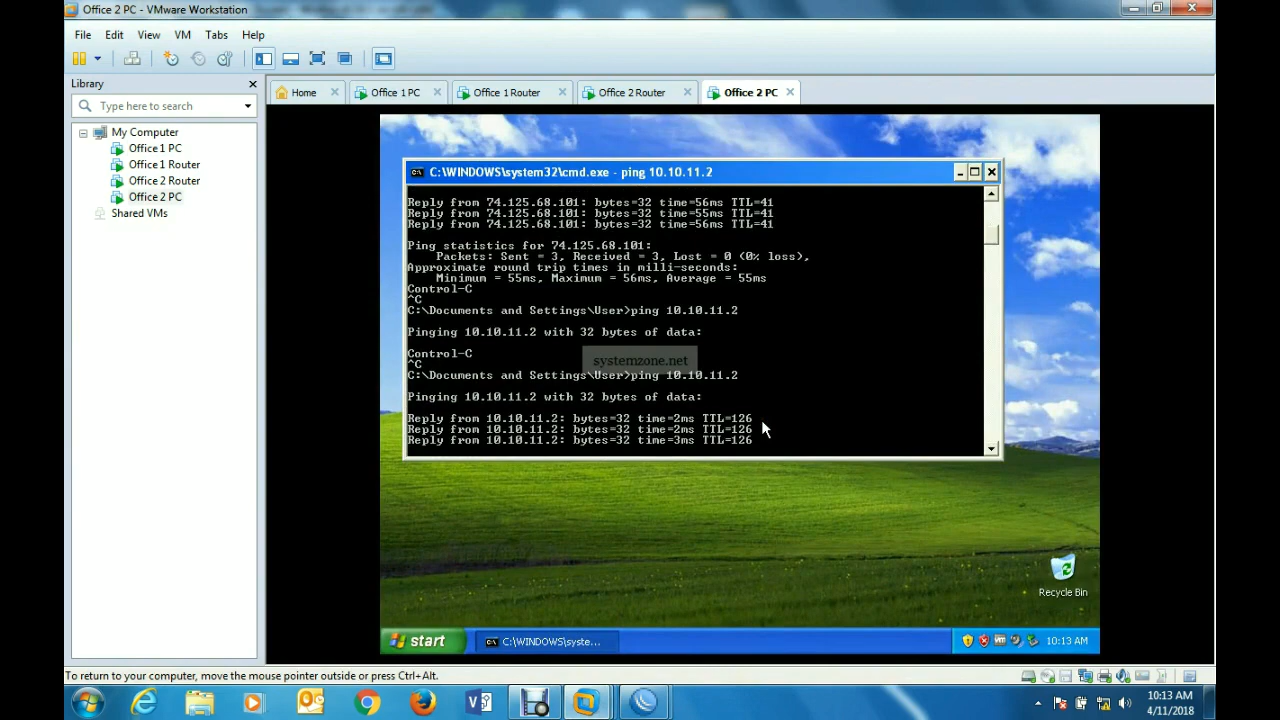 Office 2 PC - VMware Workstation
File Edit View VM Tabs Help
Library
Type here to search
My Computer
Office 1 PC
Office 1 Router
Office 2 Router
Office 2 PC
Shared VMs
Home
Office 1 PC
Office 1 Router
Office 2 Router
Office 2 PC
C:\WINDOWS\system32\cmd.exe - ping 10.10.11.2
Reply from 74.125.68.101: bytes=32 time=56ms TTL=41
Reply from 74.125.68.101: bytes=32 time=55ms TTL=41
Reply from 74.125.68.101: bytes=32 time=55ms TTL=41
Ping statistics for 74.125.68.101:
Packets: Sent = 3, Received = 3, Lost = 0 (0% loss),
Approximate round trip times in milli-seconds:
Minimum = 55ms, Maximum = 56ms, Average = 55ms
Control-C
^C
C:\Documents and Settings\User>ping 10.10.11.2
Pinging 10.10.11.2 with 32 bytes of data:
Control-C
^C
systemzone.net
C:\Documents and Settings\User>ping 10.10.11.2
Pinging 10.10.11.2 with 32 bytes of data:
Reply from 10.10.11.2: bytes=32 time=2ms TTL=126
Reply from 10.10.11.2: bytes=32 time=2ms TTL=126
Reply from 10.10.11.2: bytes=32 time=3ms TTL=126
Recycle Bin
start
C:\WINDOWS\syste...
10:13 AM
To return to your computer, move the mouse pointer outside or press Ctrl+Alt.
10:13 AM
4/11/2018